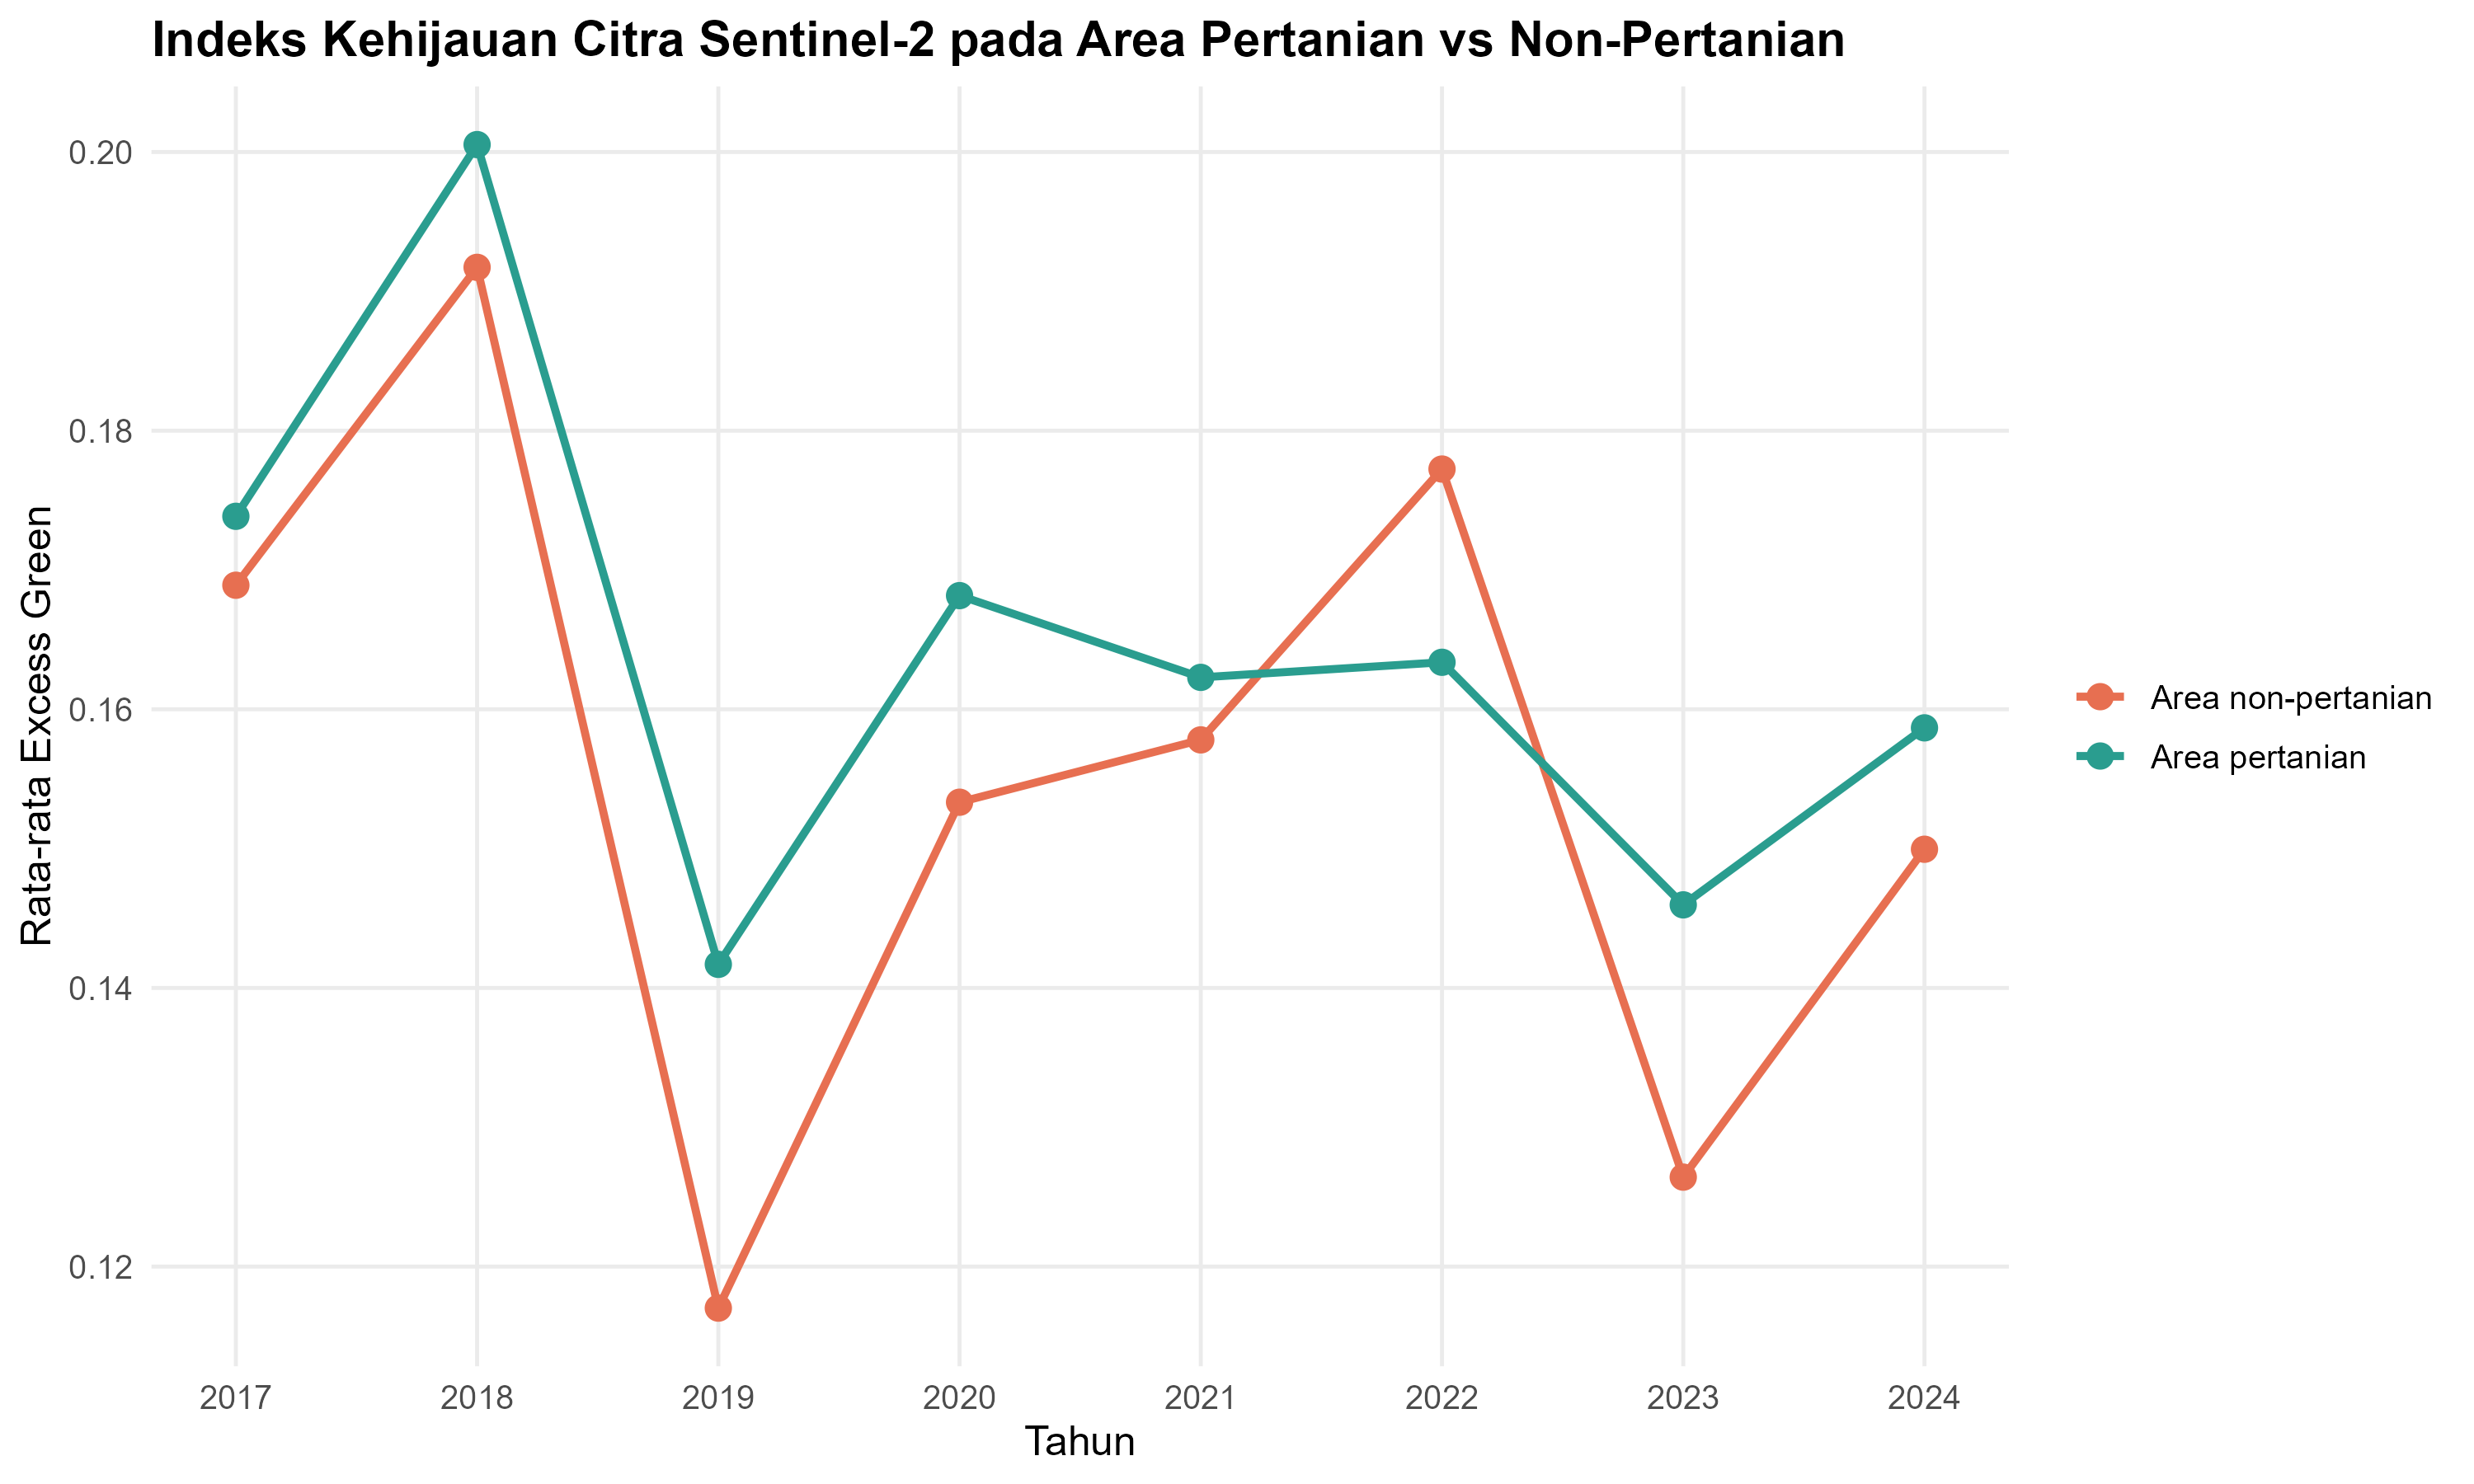 Indeks Kehijauan Citra Sentinel-2 pada Area Pertanian vs Non-Pertanian
Rata-rata Excess Green
0.20
0.18
0.16
0.14
0.12
2017 2018 2019 2020 2021 2022 2023 2024
Tahun
Area non-pertanian
Area pertanian